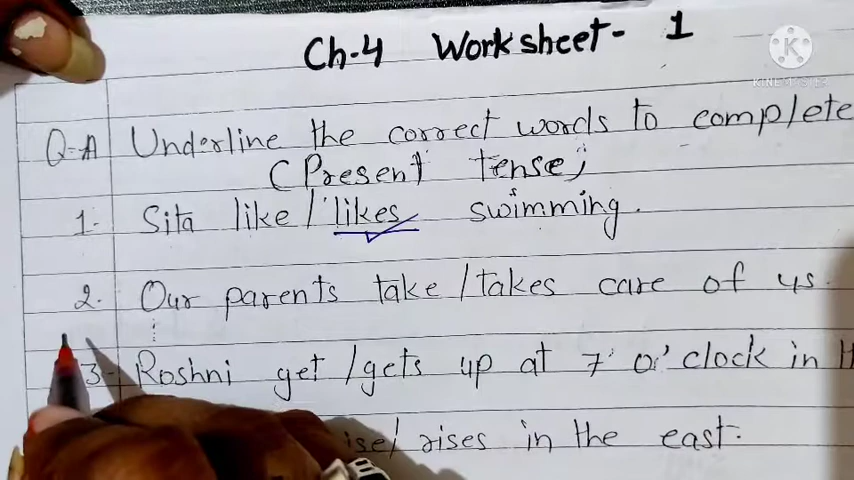 Ch-4 Worksheet- 1
Q-A Underline the correct words to complete
(Present tense)
1. Sita like/likes swimming.
2. Our parents take/takes care of us.
3. Roshni get/gets up at 7 o'clock in
rises in the east.